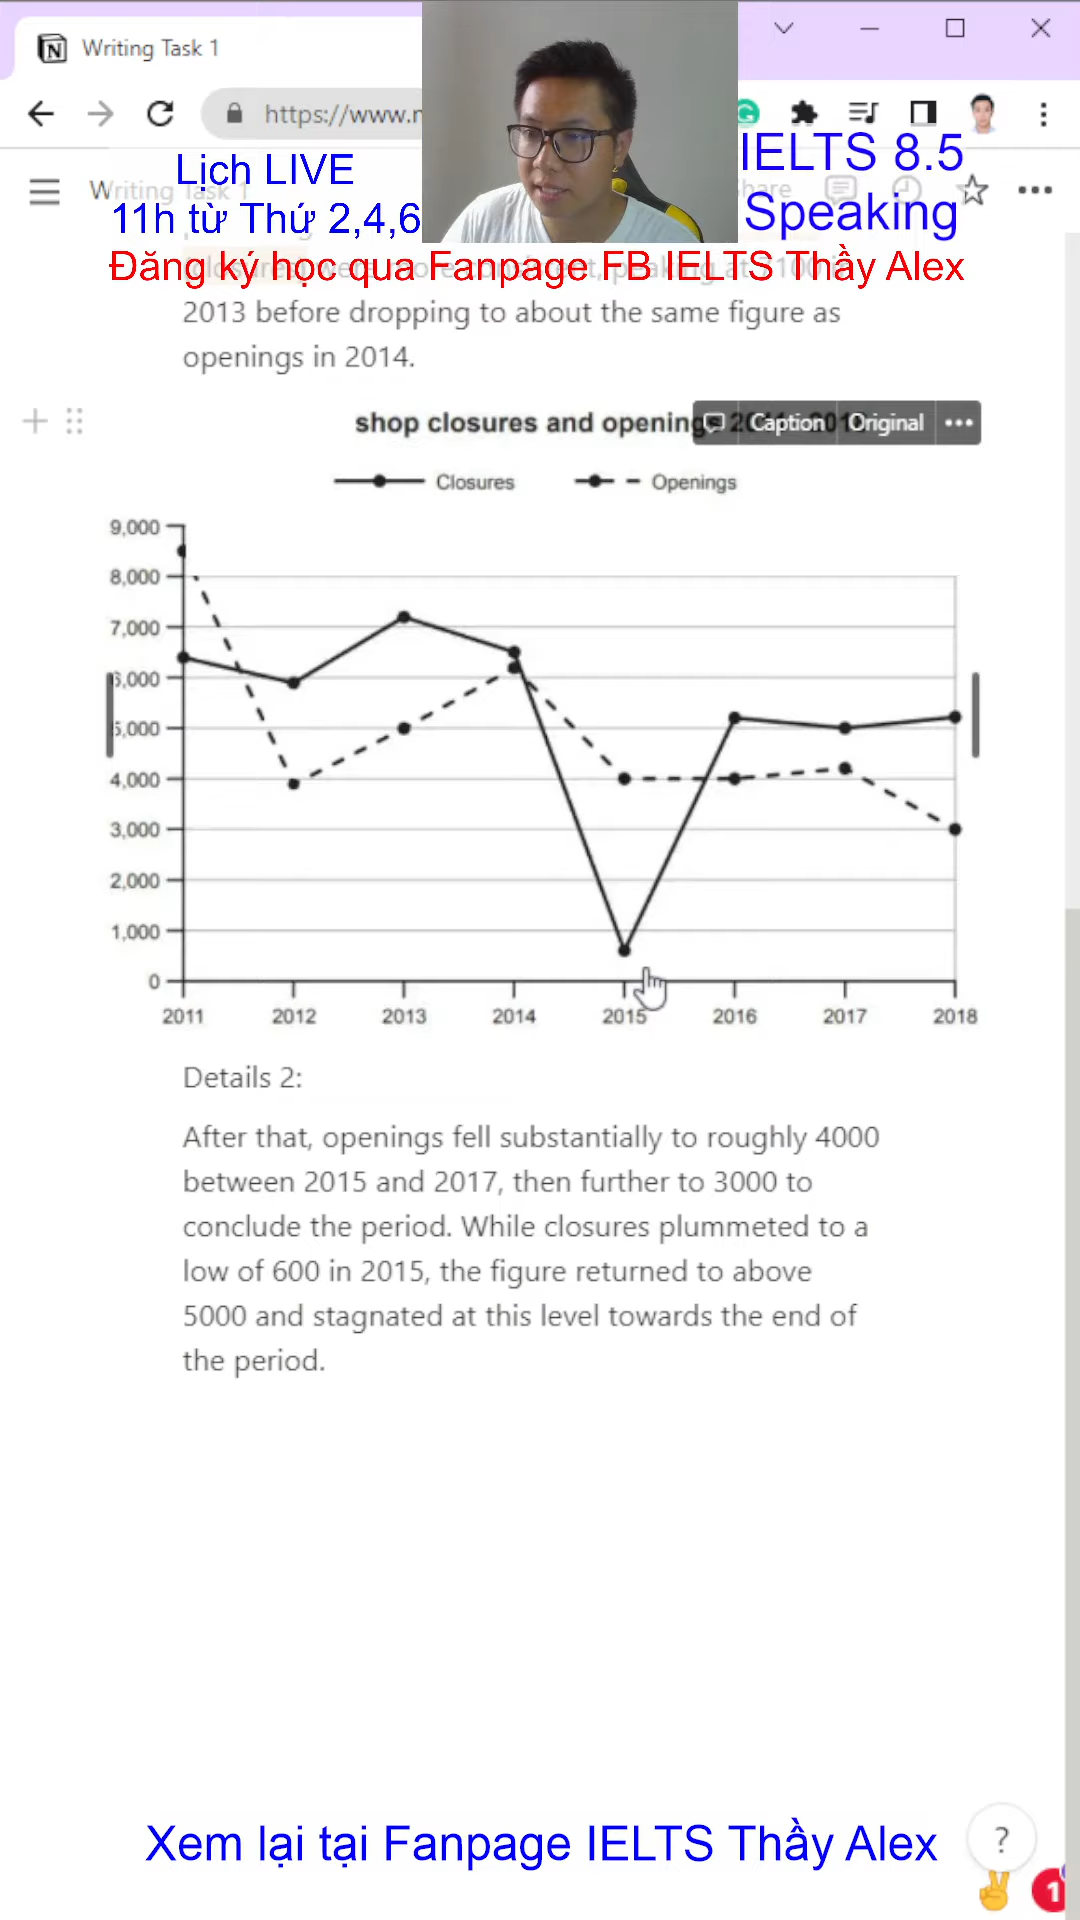 Writing Task 1
https://www.n
IELTS 8.5
Speaking
Lịch LIVE
11h từ Thứ 2,4,6
Writing Task 1
Share
Đăng ký học qua Fanpage FB IELTS Thầy Alex
2013 before dropping to about the same figure as
openings in 2014.
shop closures and openings
Caption Original
Closures Openings
9,000
8,000
7,000
6,000
5,000
4,000
3,000
2,000
1,000
0
2011 2012 2013 2014 2015 2016 2017 2018
Details 2:
After that, openings fell substantially to roughly 4000
between 2015 and 2017, then further to 3000 to
conclude the period. While closures plummeted to a
low of 600 in 2015, the figure returned to above
5000 and stagnated at this level towards the end of
the period.
Xem lại tại Fanpage IELTS Thầy Alex
?
1